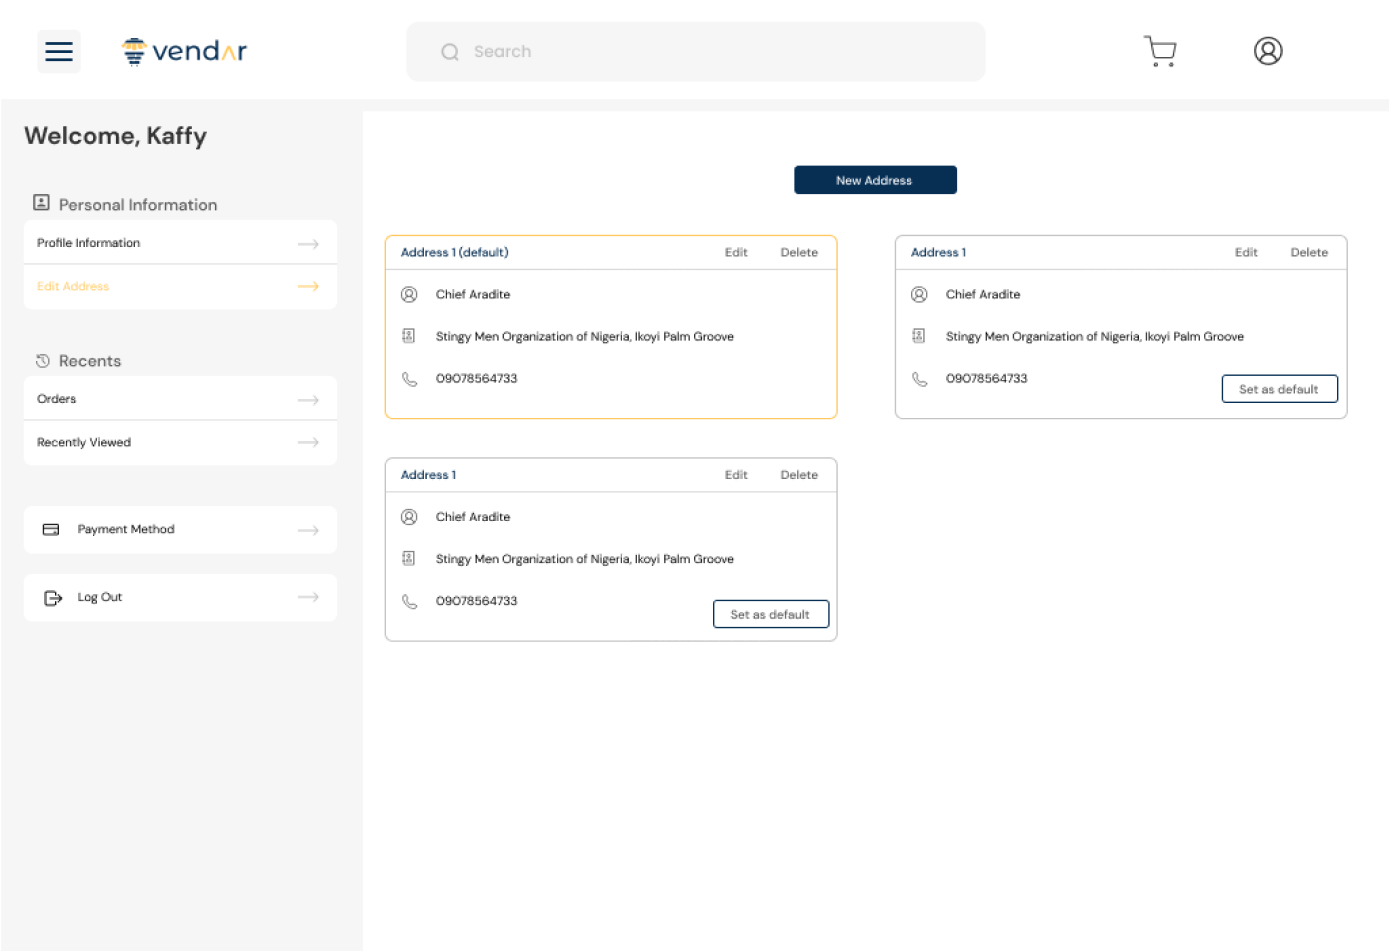 vendar
Search
Welcome, Kaffy
Personal Information
Profile Information
Edit Address
Recents
Orders
Recently Viewed
Payment Method
Log Out
New Address
Address 1 (default) Edit Delete
Chief Aradite
Stingy Men Organization of Nigeria, Ikoyi Palm Groove
09078564733
Address 1 Edit Delete
Chief Aradite
Stingy Men Organization of Nigeria, Ikoyi Palm Groove
09078564733
Set as default
Address 1 Edit Delete
Chief Aradite
Stingy Men Organization of Nigeria, Ikoyi Palm Groove
09078564733
Set as default